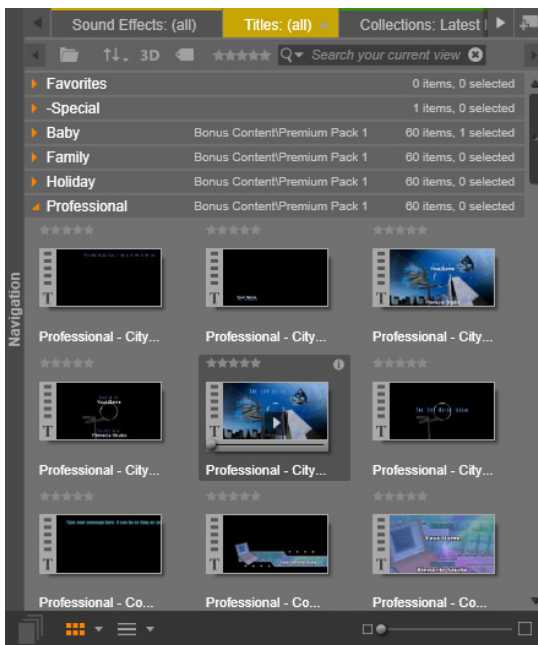 Sound Effects: (all) Titles: (all) × Collections: Latest
3D Search your current view
Favorites 0 items, 0 selected
-Special 1 items, 0 selected
Baby Bonus Content\Premium Pack 1 60 items, 1 selected
Family Bonus Content\Premium Pack 1 60 items, 0 selected
Holiday Bonus Content\Premium Pack 1 60 items, 0 selected
Professional Bonus Content\Premium Pack 1 60 items, 0 selected
Navigation
T T T
Professional - City... Professional - City... Professional - City...
T T
Professional - City... Professional - City... Professional - City...
T T T
Professional - Co... Professional - Co... Professional - Co...